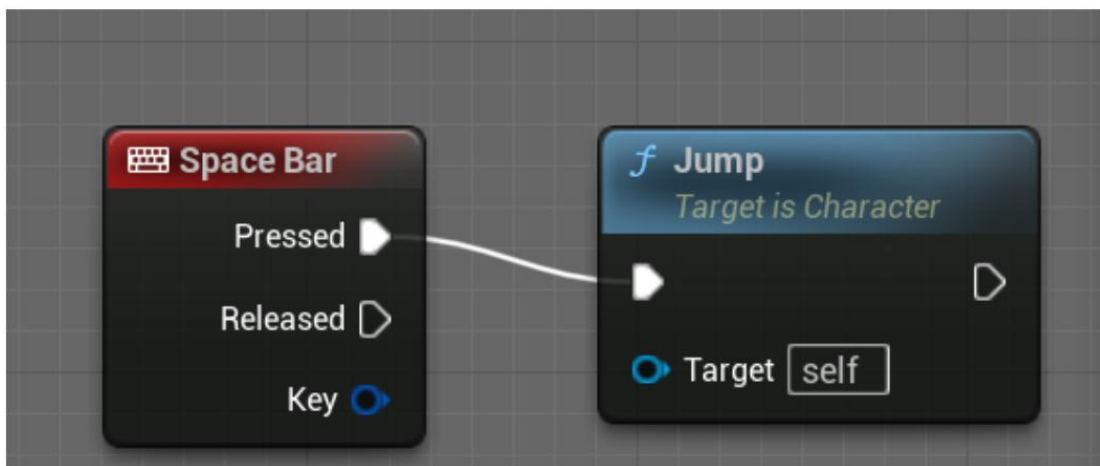 Space Bar
Pressed
Released
Key
f Jump
Target is Character
Target self